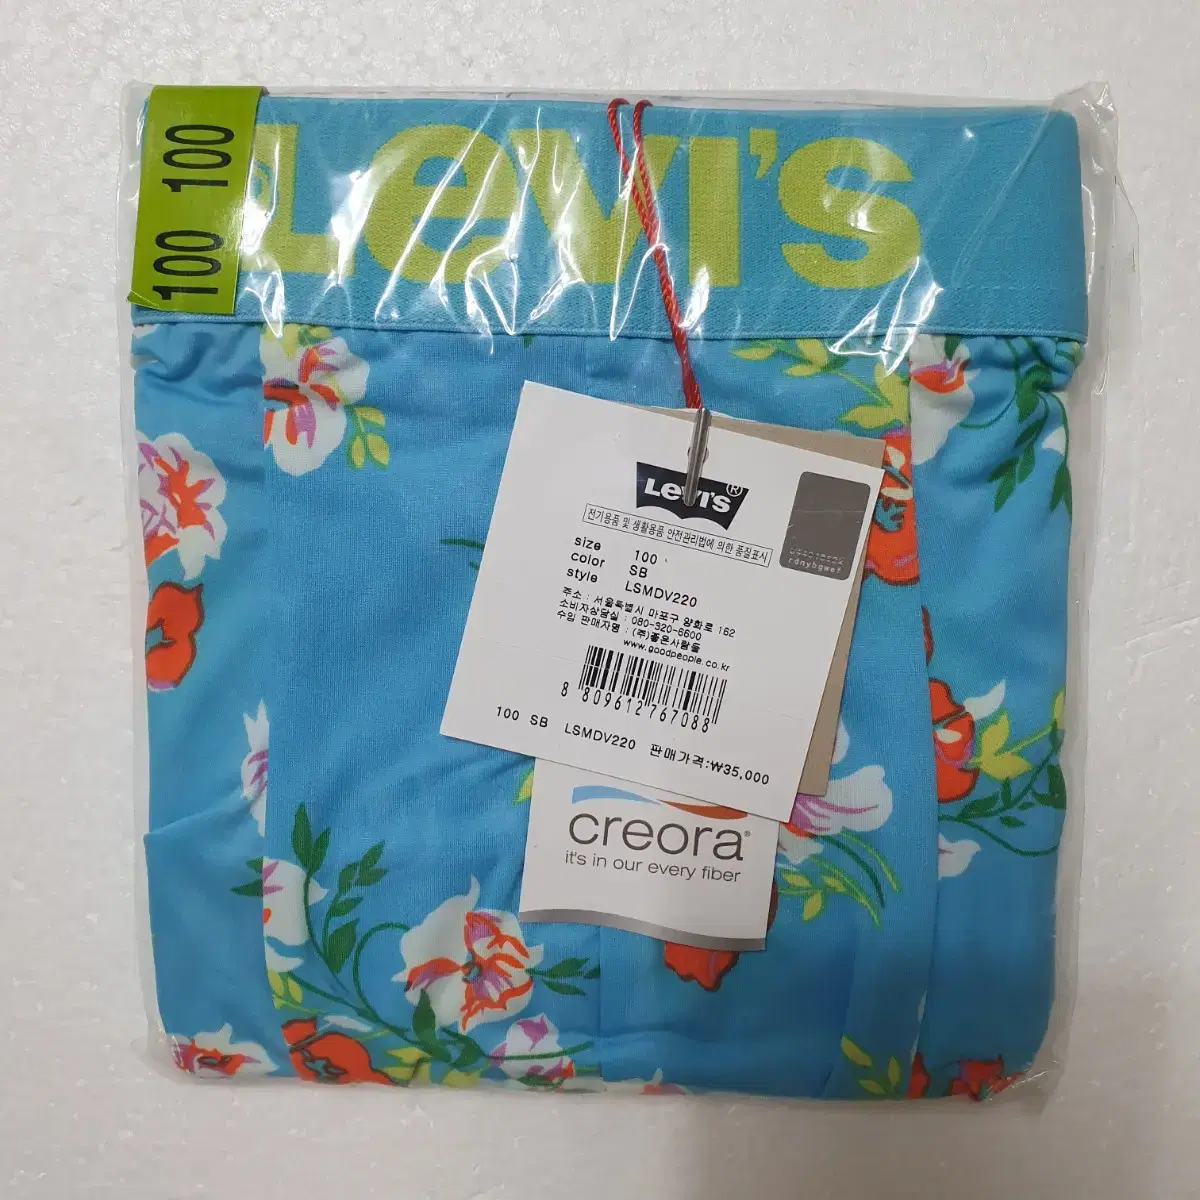 100 100
Levi's
Levi's®
전기용품 및 생활용품 안전관리법에 의한 품질표시
size 100
color SB
style LSMDV220
주소 : 서울특별시 마포구 양화로 162
소비자상담실 : 080-320-6600
수입 판매자명 : (주)좋은사람들
www.goodpeople.co.kr
8 809612 767088
100 SB LSMDV220 판매가격:₩35,000
creora®
it's in our every fiber